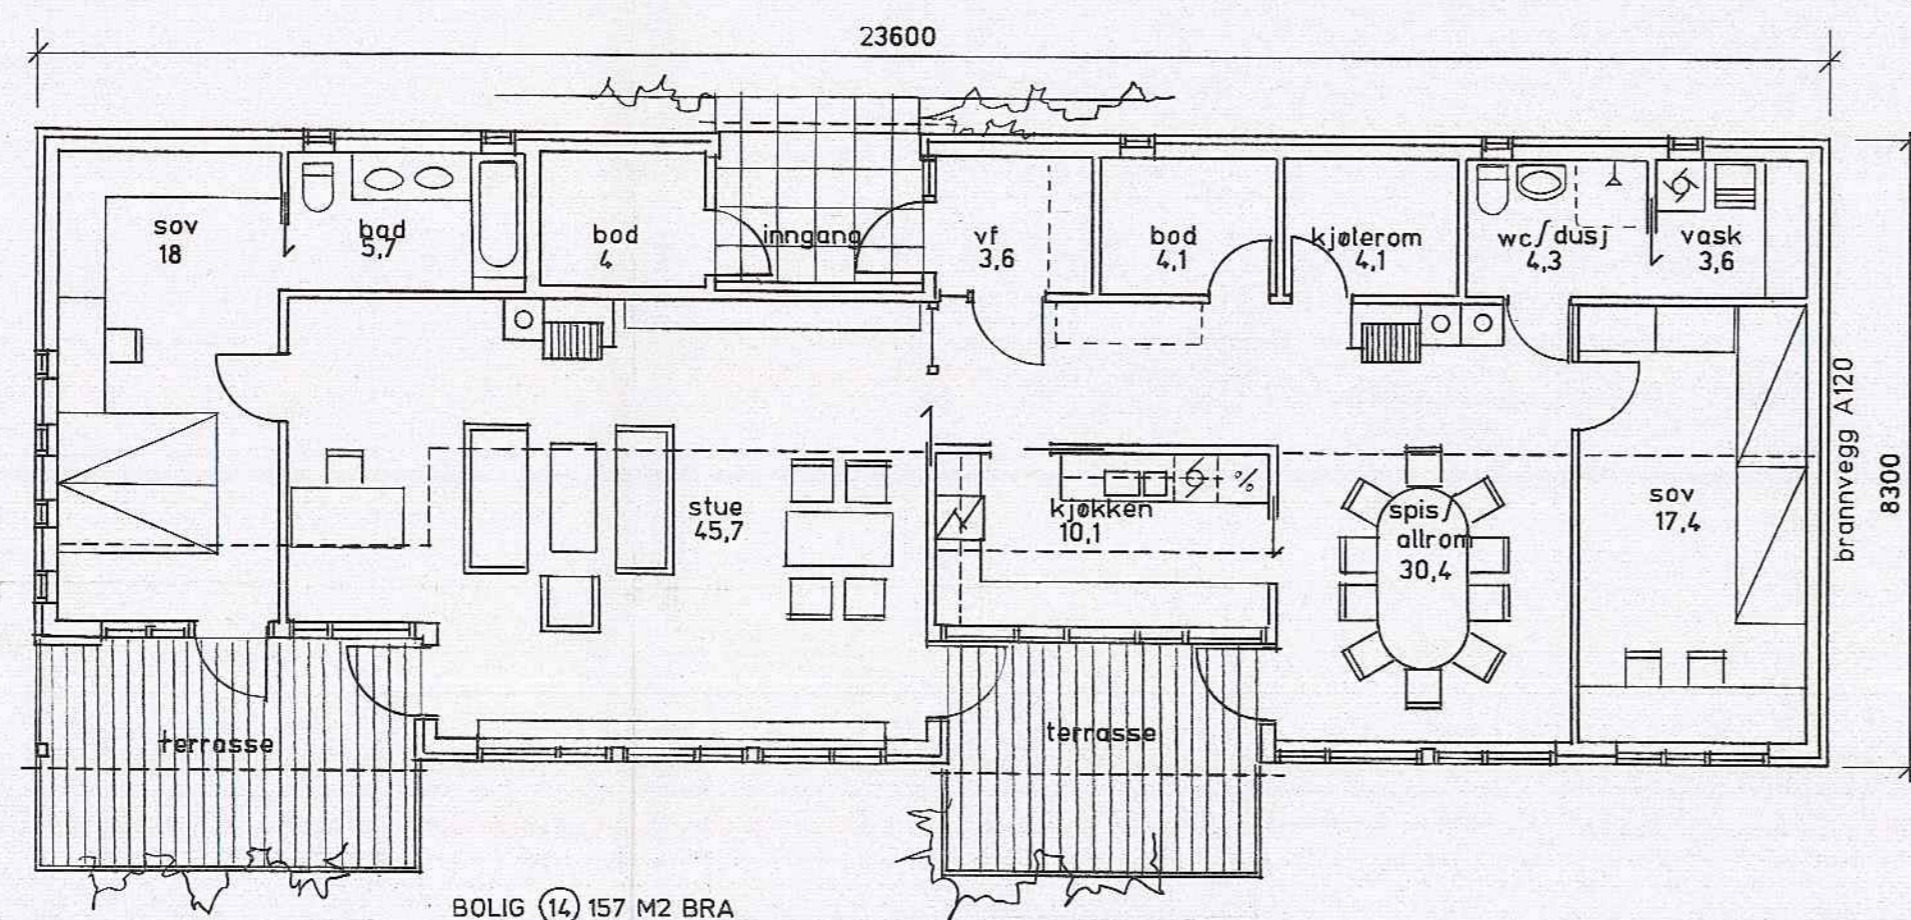 23600
sov
18
bad
5,7
bod
4
inngang
vf
3,6
bod
4,1
kjølerom
4,1
wc/dusj
4,3
vask
3,6
stue
45,7
kjøkken
10,1
%
spis/
allrom
30,4
sov
17,4
brannvegg A120
8300
terrasse
terrasse
BOLIG 14 157 M2 BRA